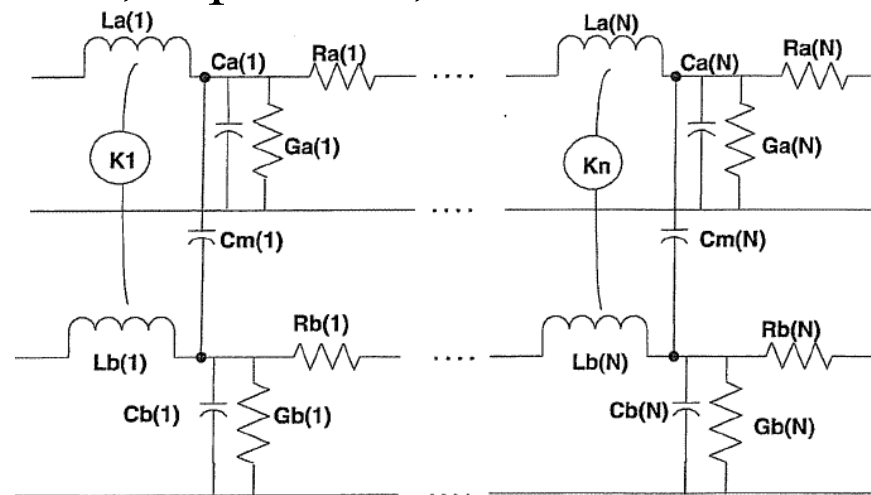 La(1)
La(N)
Ca(1)
Ra(1)
Ca(N)
Ra(N)
....
K1
Ga(1)
Kn
Ga(N)
....
Cm(1)
Cm(N)
Rb(1)
Rb(N)
Lb(1)
....
Lb(N)
Cb(1)
Gb(1)
Cb(N)
Gb(N)
....